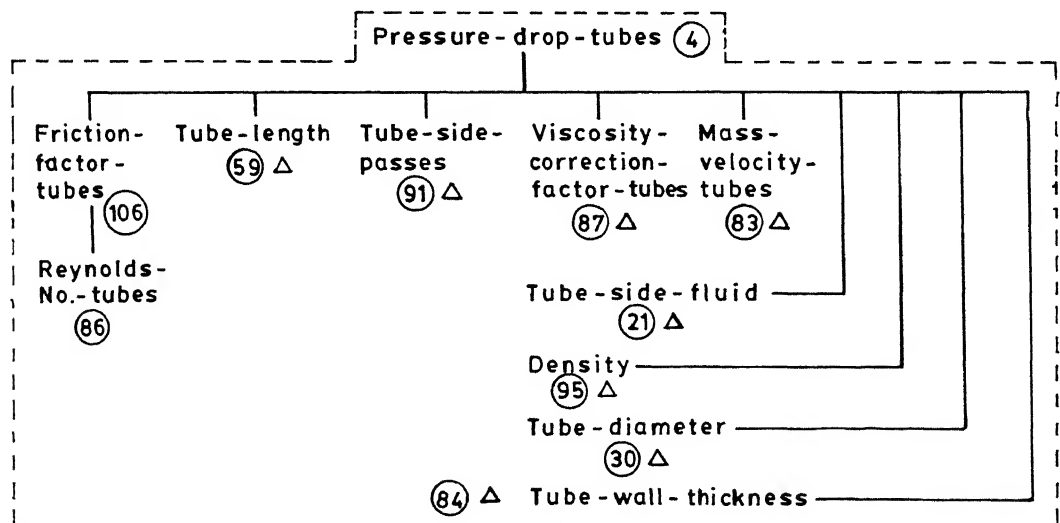 Pressure-drop-tubes 4
Friction-
factor-
tubes 106
Reynolds-
No.-tubes
86
Tube-length
59 Δ
Tube-side-
passes
91 Δ
Viscosity-
correction-
factor-tubes
87 Δ
Mass-
velocity-
tubes
83 Δ
Tube-side-fluid
21 Δ
Density
95 Δ
Tube-diameter
30 Δ
84 Δ Tube-wall-thickness